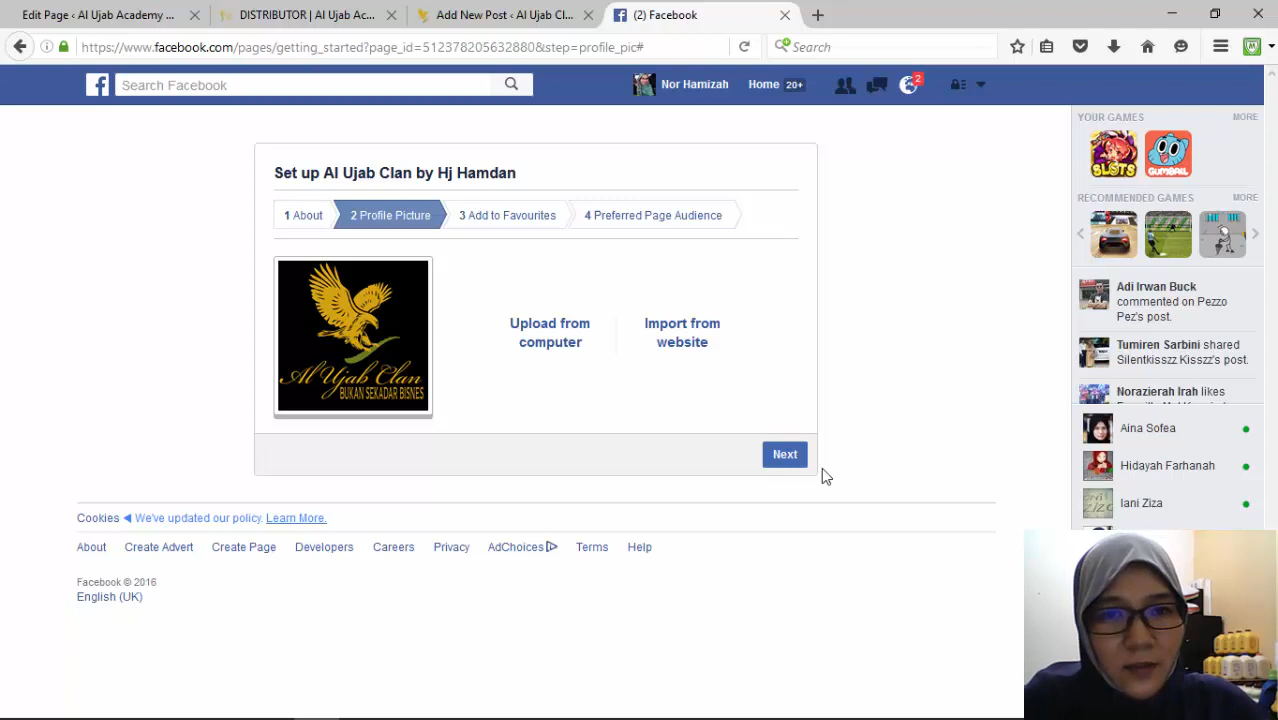 Edit Page ‹ Al Ujab Academy ...
DISTRIBUTOR | Al Ujab Ac...
Add New Post ‹ Al Ujab Cl...
(2) Facebook
https://www.facebook.com/pages/getting_started?page_id=512378205632880&step=profile_pic#
Search
Search Facebook
Nor Hamizah
Home 20+
2
Set up Al Ujab Clan by Hj Hamdan
1 About
2 Profile Picture
3 Add to Favourites
4 Preferred Page Audience
Al Ujab Clan
BUKAN SEKADAR BISNES
Upload from
computer
Import from
website
Next
Cookies ◀ We've updated our policy. Learn More.
About Create Advert Create Page Developers Careers Privacy AdChoices Terms Help
Facebook © 2016
English (UK)
YOUR GAMES MORE
SLOTS
GUMBALL
RECOMMENDED GAMES MORE
Adi Irwan Buck
commented on Pezzo
Pez's post.
Tumiren Sarbini shared
Silentkisszz Kisszz's post.
Norazierah Irah likes
Aina Sofea
Hidayah Farhanah
Iani Ziza